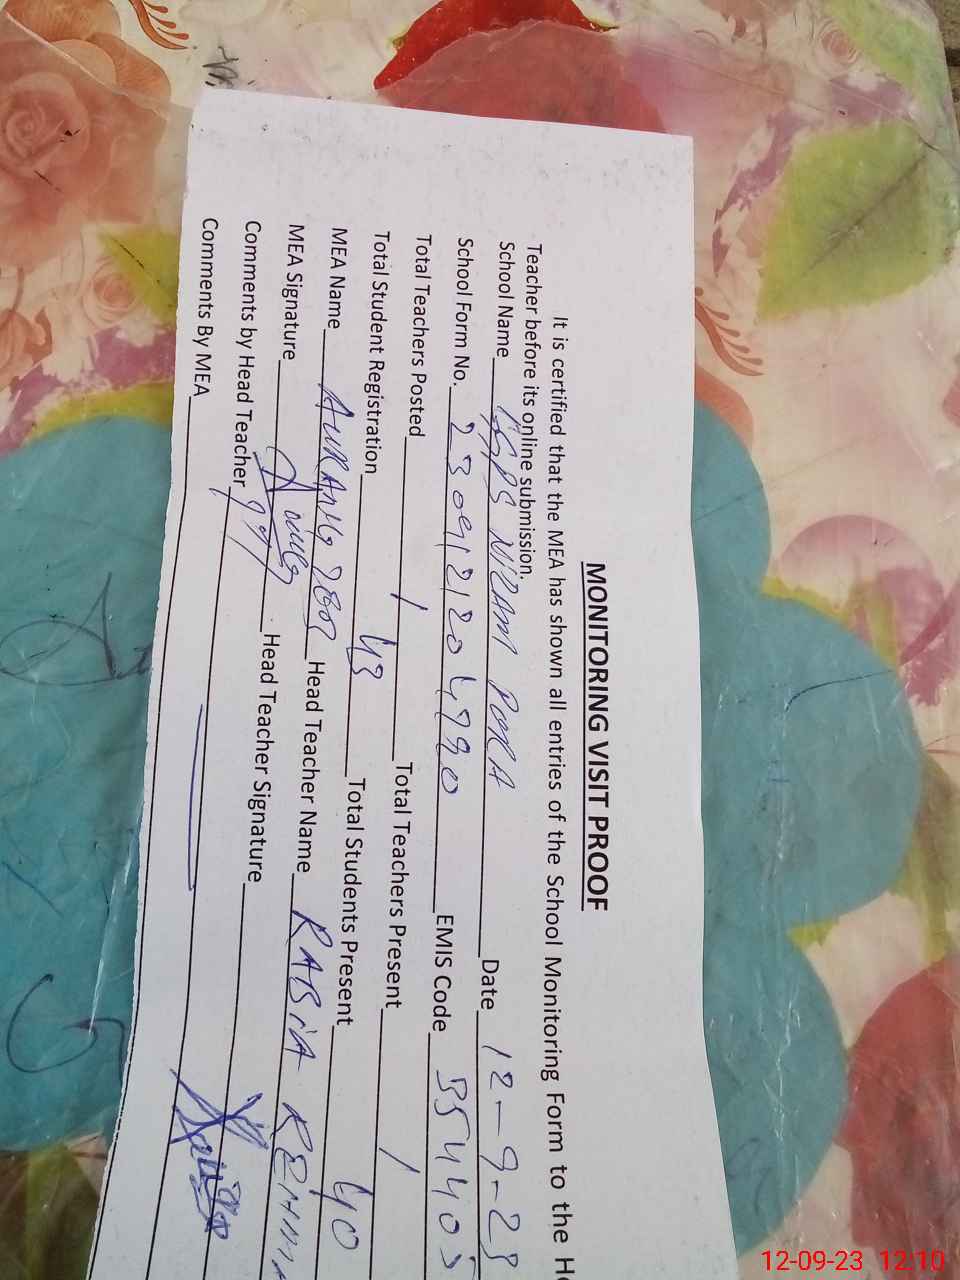 MONITORING VISIT PROOF
It is certified that the MEA has shown all entries of the School Monitoring Form to the He
Teacher before its online submission.
School Name GPS NIZAM PORA Date 12-9-23
School Form No. 2309121204990 EMIS Code 35440
Total Teachers Posted 1 Total Teachers Present 1
Total Student Registration 43 Total Students Present 40
MEA Name AURANG ZEB Head Teacher Name RABIA REHMA
MEA Signature Head Teacher Signature
Comments by Head Teacher
Comments By MEA
12-09-23 12:10